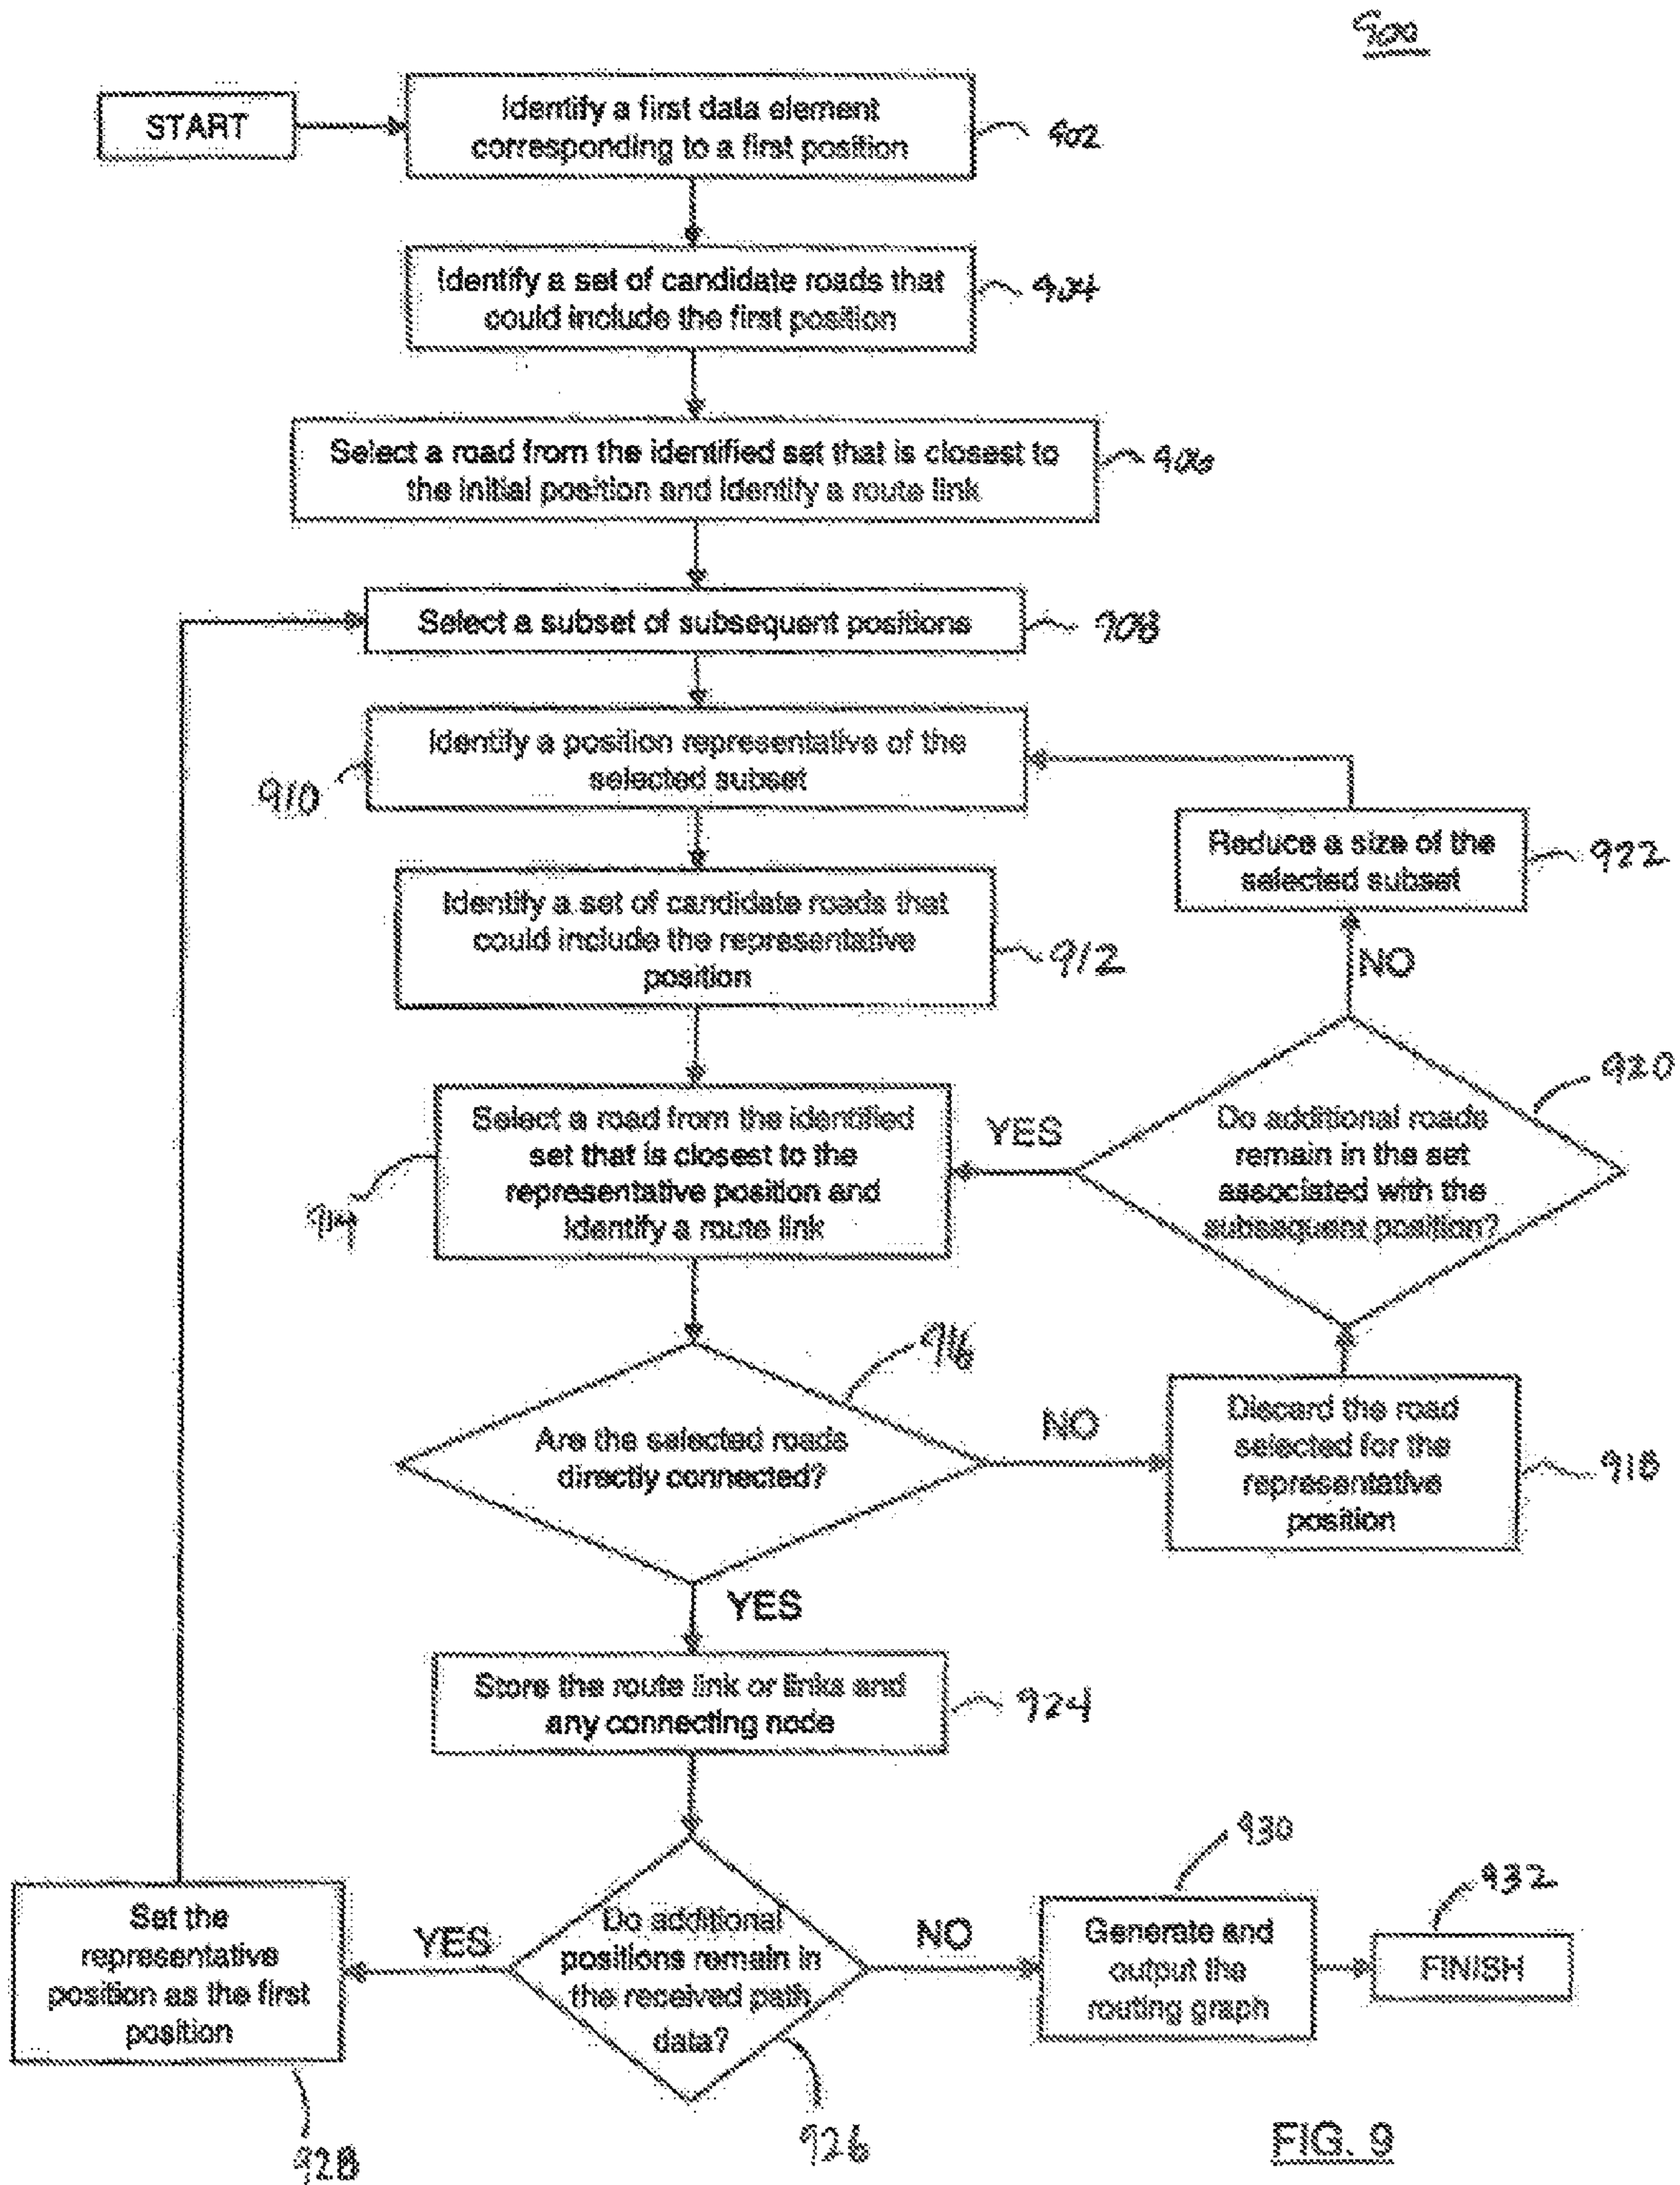 900
START
Identify a first data element
corresponding to a first position
902
Identify a set of candidate roads that
could include the first position
904
Select a road from the identified set that is closest to
the initial position and identify a route link
906
Select a subset of subsequent positions
908
Identify a position representative of the
selected subset
910
Reduce a size of the
selected subset
922
Identify a set of candidate roads that
could include the representative
position
912
NO
Do additional roads
remain in the set
associated with the
subsequent position?
920
YES
Select a road from the identified
set that is closest to the
representative position and
identify a route link
914
Are the selected roads
directly connected?
916
NO
Discard the road
selected for the
representative
position
918
YES
Store the route link or links and
any connecting node
924
Do additional
positions remain in
the received path
data?
926
YES
Set the
representative
position as the first
position
928
NO
Generate and
output the
routing graph
930
FINISH
932
FIG. 9